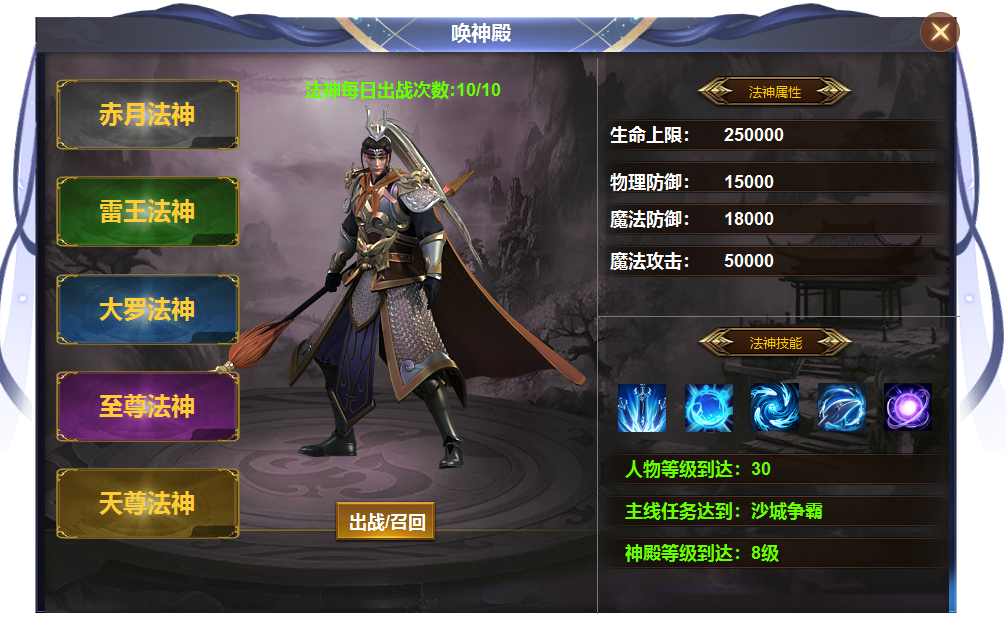 唤神殿
法神每日出战次数:10/10
赤月法神
雷王法神
大罗法神
至尊法神
天尊法神
出战/召回
法神属性
生命上限： 250000
物理防御： 15000
魔法防御： 18000
魔法攻击： 50000
法神技能
人物等级到达：30
主线任务达到：沙城争霸
神殿等级到达：8级